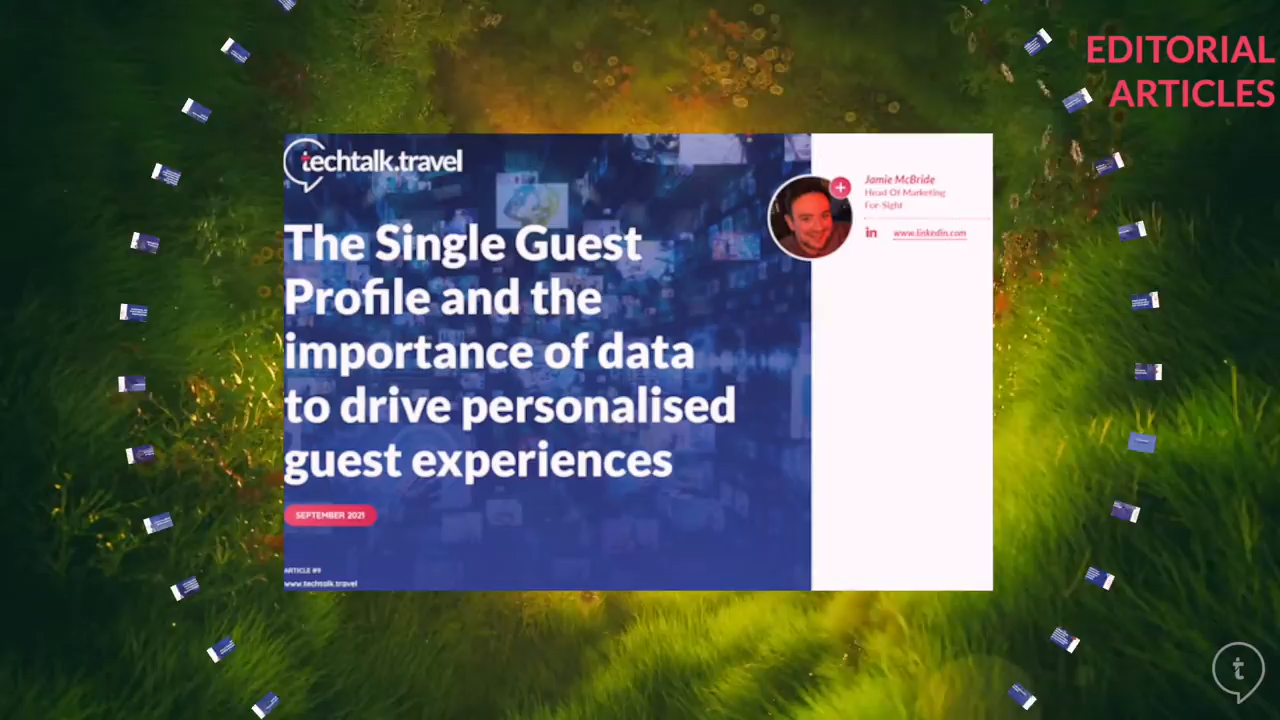 EDITORIAL
ARTICLES
techtalk.travel
The Single Guest
Profile and the
importance of data
to drive personalised
guest experiences
SEPTEMBER 2021
ARTICLE #9
www.techtalk.travel
Jamie McBride
Head Of Marketing
For-Sight
in
www.linkedin.com
t